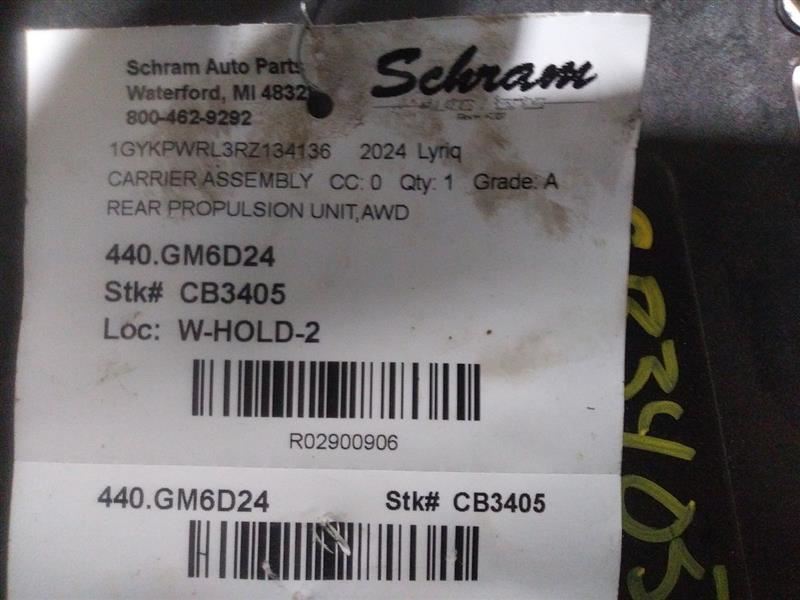 Schram Auto Parts
Schram
Waterford, MI 4832
800-462-9292
1GYKPWRL3RZ134136 2024 Lyriq
CARRIER ASSEMBLY CC: 0 Qty: 1 Grade: A
REAR PROPULSION UNIT,AWD
440.GM6D24
Stk# CB3405
Loc: W-HOLD-2
R02900906
440.GM6D24 Stk# CB3405
CB3405